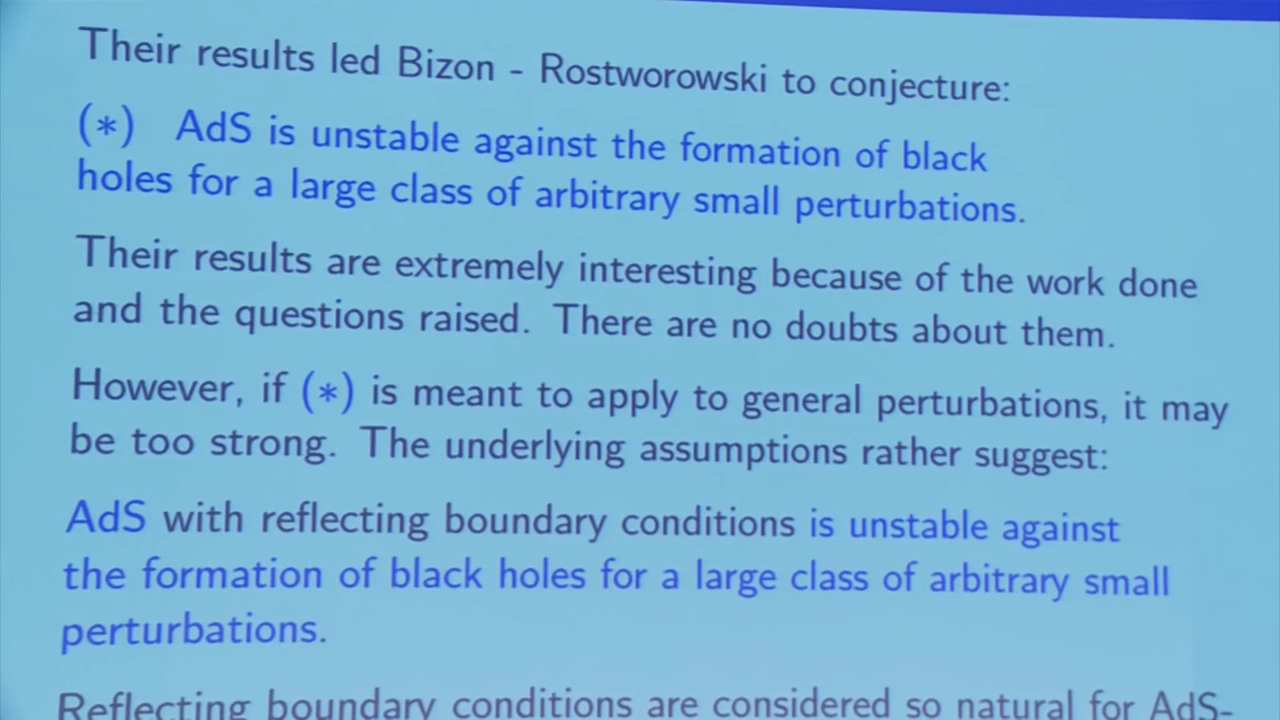 Their results led Bizon - Rostworowski to conjecture:
(*) AdS is unstable against the formation of black
holes for a large class of arbitrary small perturbations.
Their results are extremely interesting because of the work done
and the questions raised. There are no doubts about them.
However, if (*) is meant to apply to general perturbations, it may
be too strong. The underlying assumptions rather suggest:
AdS with reflecting boundary conditions is unstable against
the formation of black holes for a large class of arbitrary small
perturbations.
Reflecting boundary conditions are considered so natural for AdS-